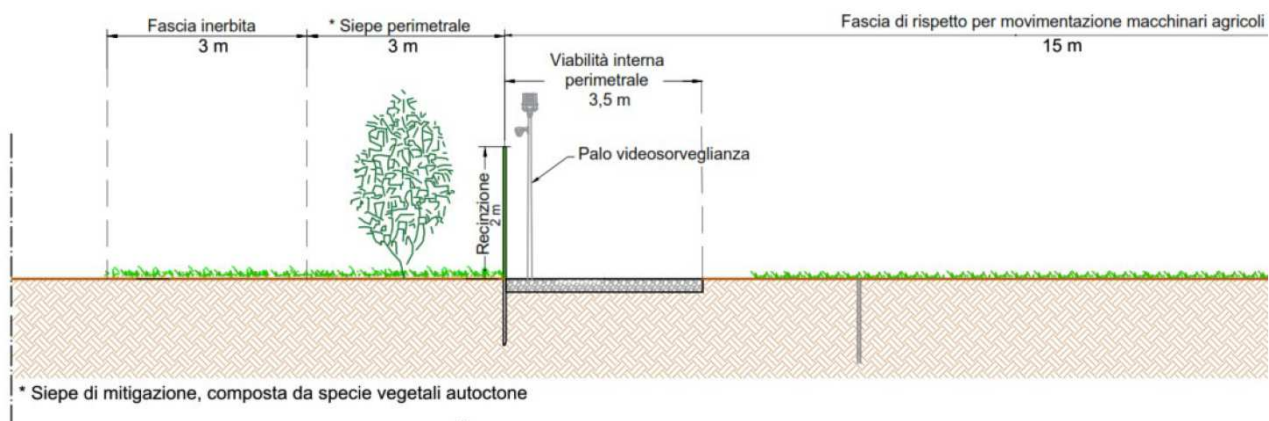 Fascia inerbita
3 m
* Siepe perimetrale
3 m
Fascia di rispetto per movimentazione macchinari agricoli
15 m
Viabilità interna
perimetrale
3,5 m
Palo videosorveglianza
Recinzione
2 m
* Siepe di mitigazione, composta da specie vegetali autoctone